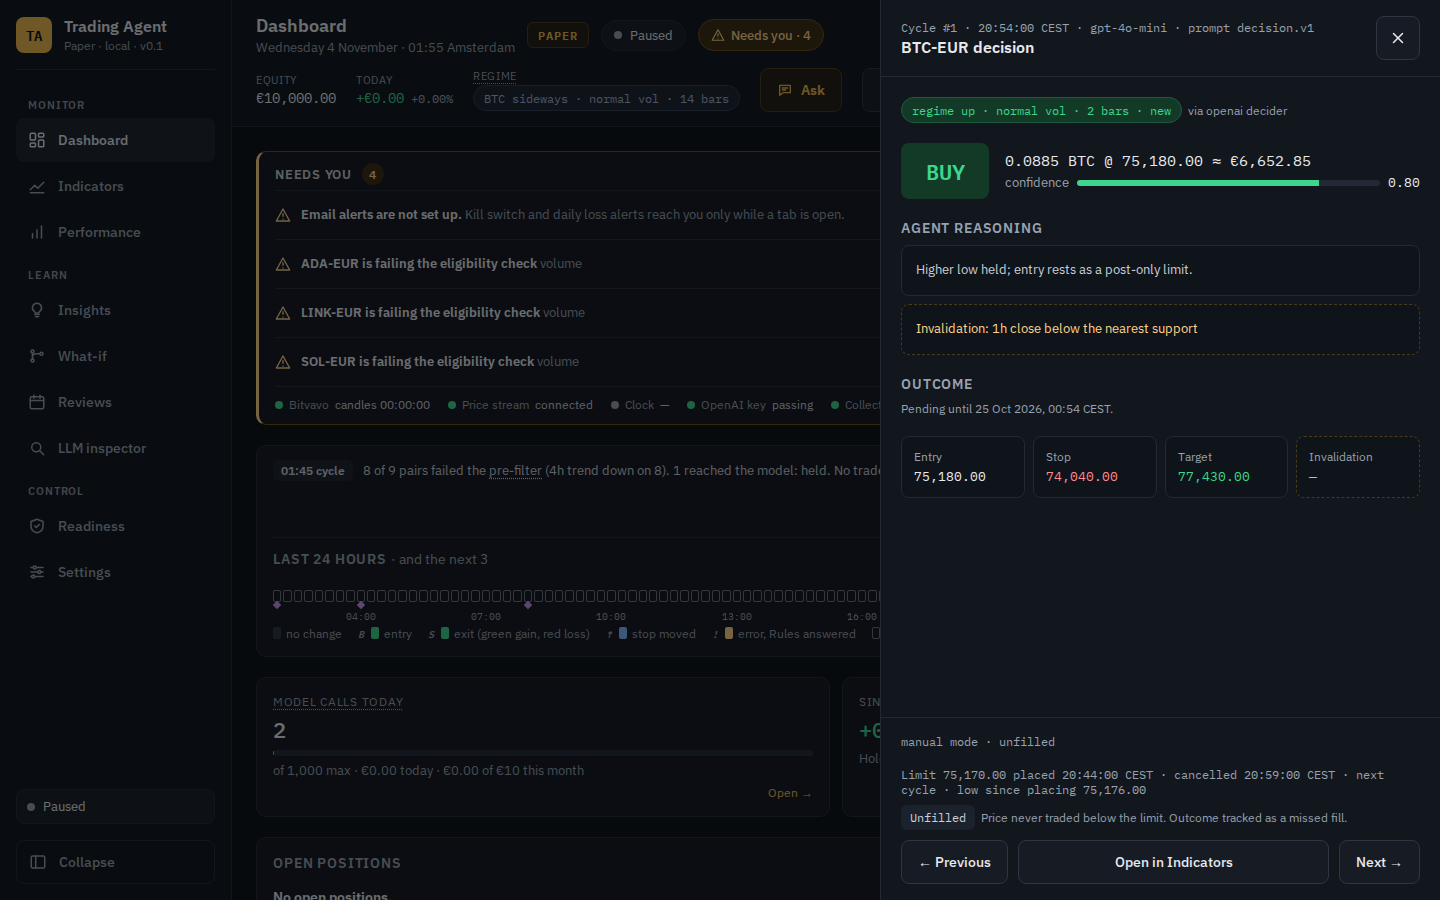 TA
Trading Agent
Paper · local · v0.1
MONITOR
Dashboard
Indicators
Performance
LEARN
Insights
What-if
Reviews
LLM inspector
CONTROL
Readiness
Settings
Paused
Collapse
Dashboard
Wednesday 4 November · 01:55 Amsterdam
PAPER
Paused
Needs you · 4
EQUITY
€10,000.00
TODAY
+€0.00 +0.00%
REGIME
BTC sideways · normal vol · 14 bars
Ask
NEEDS YOU 4
Email alerts are not set up. Kill switch and daily loss alerts reach you only while a tab is open.
ADA-EUR is failing the eligibility check volume
LINK-EUR is failing the eligibility check volume
SOL-EUR is failing the eligibility check volume
Bitvavo candles 00:00:00 Price stream connected Clock — OpenAI key passing Collect
01:45 cycle 8 of 9 pairs failed the pre-filter (4h trend down on 8). 1 reached the model: held. No trade
LAST 24 HOURS · and the next 3
04:00 07:00 10:00 13:00 16:00
no change B entry S exit (green gain, red loss) ↑ stop moved ! error, Rules answered
MODEL CALLS TODAY
2
of 1,000 max · €0.00 today · €0.00 of €10 this month
Open →
SIN
+0
Hol
OPEN POSITIONS
No open positions
Cycle #1 · 20:54:00 CEST · gpt-4o-mini · prompt decision.v1
BTC-EUR decision
regime up · normal vol · 2 bars · new via openai decider
BUY
0.0885 BTC @ 75,180.00 ≈ €6,652.85
confidence 0.80
AGENT REASONING
Higher low held; entry rests as a post-only limit.
Invalidation: 1h close below the nearest support
OUTCOME
Pending until 25 Oct 2026, 00:54 CEST.
Entry
75,180.00
Stop
74,040.00
Target
77,430.00
Invalidation
—
manual mode · unfilled
Limit 75,170.00 placed 20:44:00 CEST · cancelled 20:59:00 CEST · next
cycle · low since placing 75,176.00
Unfilled Price never traded below the limit. Outcome tracked as a missed fill.
← Previous
Open in Indicators
Next →